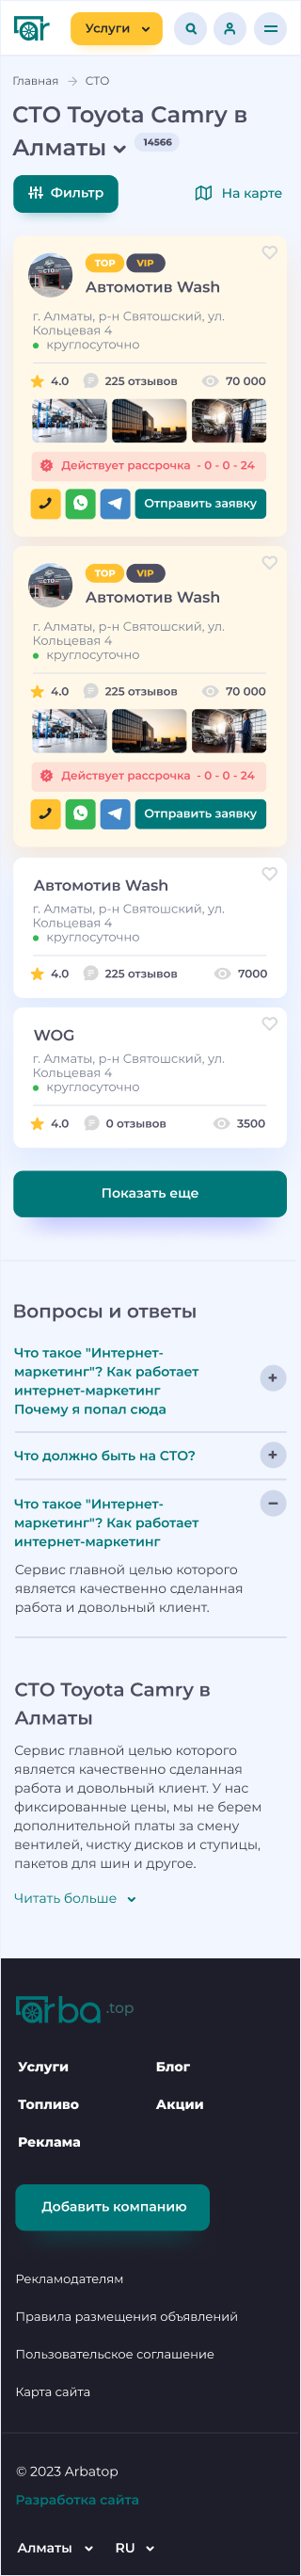 ar
Услуги
Главная → СТО
СТО Toyota Camry в
Алматы 14566
Фильтр
На карте
СТО
TOP VIP
Автомотив Wash
г. Алматы, р-н Святошский, ул.
Кольцевая 4
круглосуточно
4.0 225 отзывов 70 000
Действует рассрочка - 0 - 0 - 24
Отправить заявку
СТО
TOP VIP
Автомотив Wash
г. Алматы, р-н Святошский, ул.
Кольцевая 4
круглосуточно
4.0 225 отзывов 70 000
Действует рассрочка - 0 - 0 - 24
Отправить заявку
Автомотив Wash
г. Алматы, р-н Святошский, ул.
Кольцевая 4
круглосуточно
4.0 225 отзывов 7000
WOG
г. Алматы, р-н Святошский, ул.
Кольцевая 4
круглосуточно
4.0 0 отзывов 3500
Показать еще
Вопросы и ответы
Что такое "Интернет-
маркетинг"? Как работает
интернет-маркетинг
Почему я попал сюда
Что должно быть на СТО?
Что такое "Интернет-
маркетинг"? Как работает
интернет-маркетинг
Сервис главной целью которого
является качественно сделанная
работа и довольный клиент.
СТО Toyota Camry в
Алматы
Сервис главной целью которого
является качественно сделанная
работа и довольный клиент. У нас
фиксированные цены, мы не берем
дополнительной платы за смену
вентилей, чистку дисков и ступицы,
пакетов для шин и другое.
Читать больше
arba .top
Услуги Блог
Топливо Акции
Реклама
Добавить компанию
Рекламодателям
Правила размещения объявлений
Пользовательское соглашение
Карта сайта
© 2023 Arbatop
Разработка сайта
Алматы RU